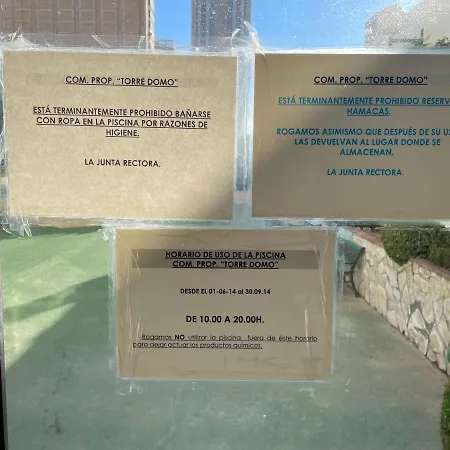 COM. PROP. “TORRE DOMO”
ESTÁ TERMINANTEMENTE PROHIBIDO BAÑARSE
CON ROPA EN LA PISCINA POR RAZONES DE
HIGIENE.
LA JUNTA RECTORA.
COM. PROP. “TORRE DOMO”
ESTÁ TERMINANTEMENTE PROHIBIDO RESERV
HAMACAS.
ROGAMOS ASIMISMO QUE DESPUÉS DE SU US
LAS DEVUELVAN AL LUGAR DONDE SE
ALMACENAN.
LA JUNTA RECTORA.
HORARIO DE USO DE LA PISCINA
COM. PROP. “TORRE DOMO”
DESDE EL 01-06-14 al 30.09.14
DE 10.00 A 20.00H.
Rogamos NO utilizar la piscina fuera de éste horario
para dejar actuar los productos químicos.